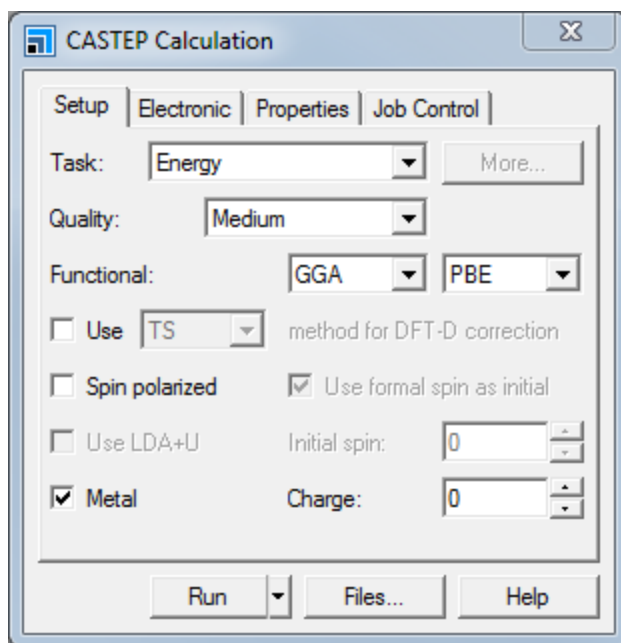 CASTEP Calculation
Setup Electronic Properties Job Control
Task: Energy More...
Quality: Medium
Functional: GGA PBE
Use TS method for DFT-D correction
Spin polarized Use formal spin as initial
Use LDA+U Initial spin: 0
Metal Charge: 0
Run Files... Help